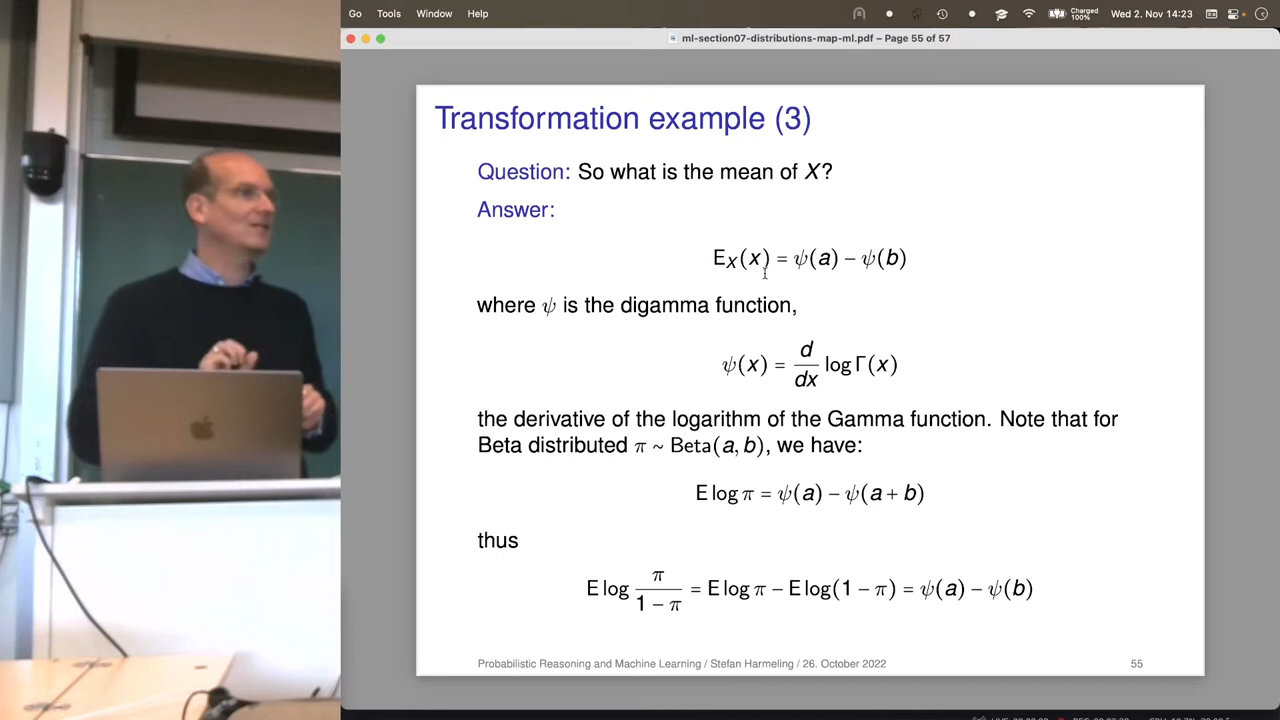 Go Tools Window Help Charged 100% Wed 2. Nov 14:23
ml-section07-distributions-map-ml.pdf – Page 55 of 57
Transformation example (3)
Question: So what is the mean of X?
Answer:
E_X(x) = ψ(a) − ψ(b)
where ψ is the digamma function,
ψ(x) = d/dx log Γ(x)
the derivative of the logarithm of the Gamma function. Note that for
Beta distributed π ~ Beta(a, b), we have:
E log π = ψ(a) − ψ(a + b)
thus
E log π/(1 − π) = E log π − E log(1 − π) = ψ(a) − ψ(b)
Probabilistic Reasoning and Machine Learning / Stefan Harmeling / 26. October 2022 55